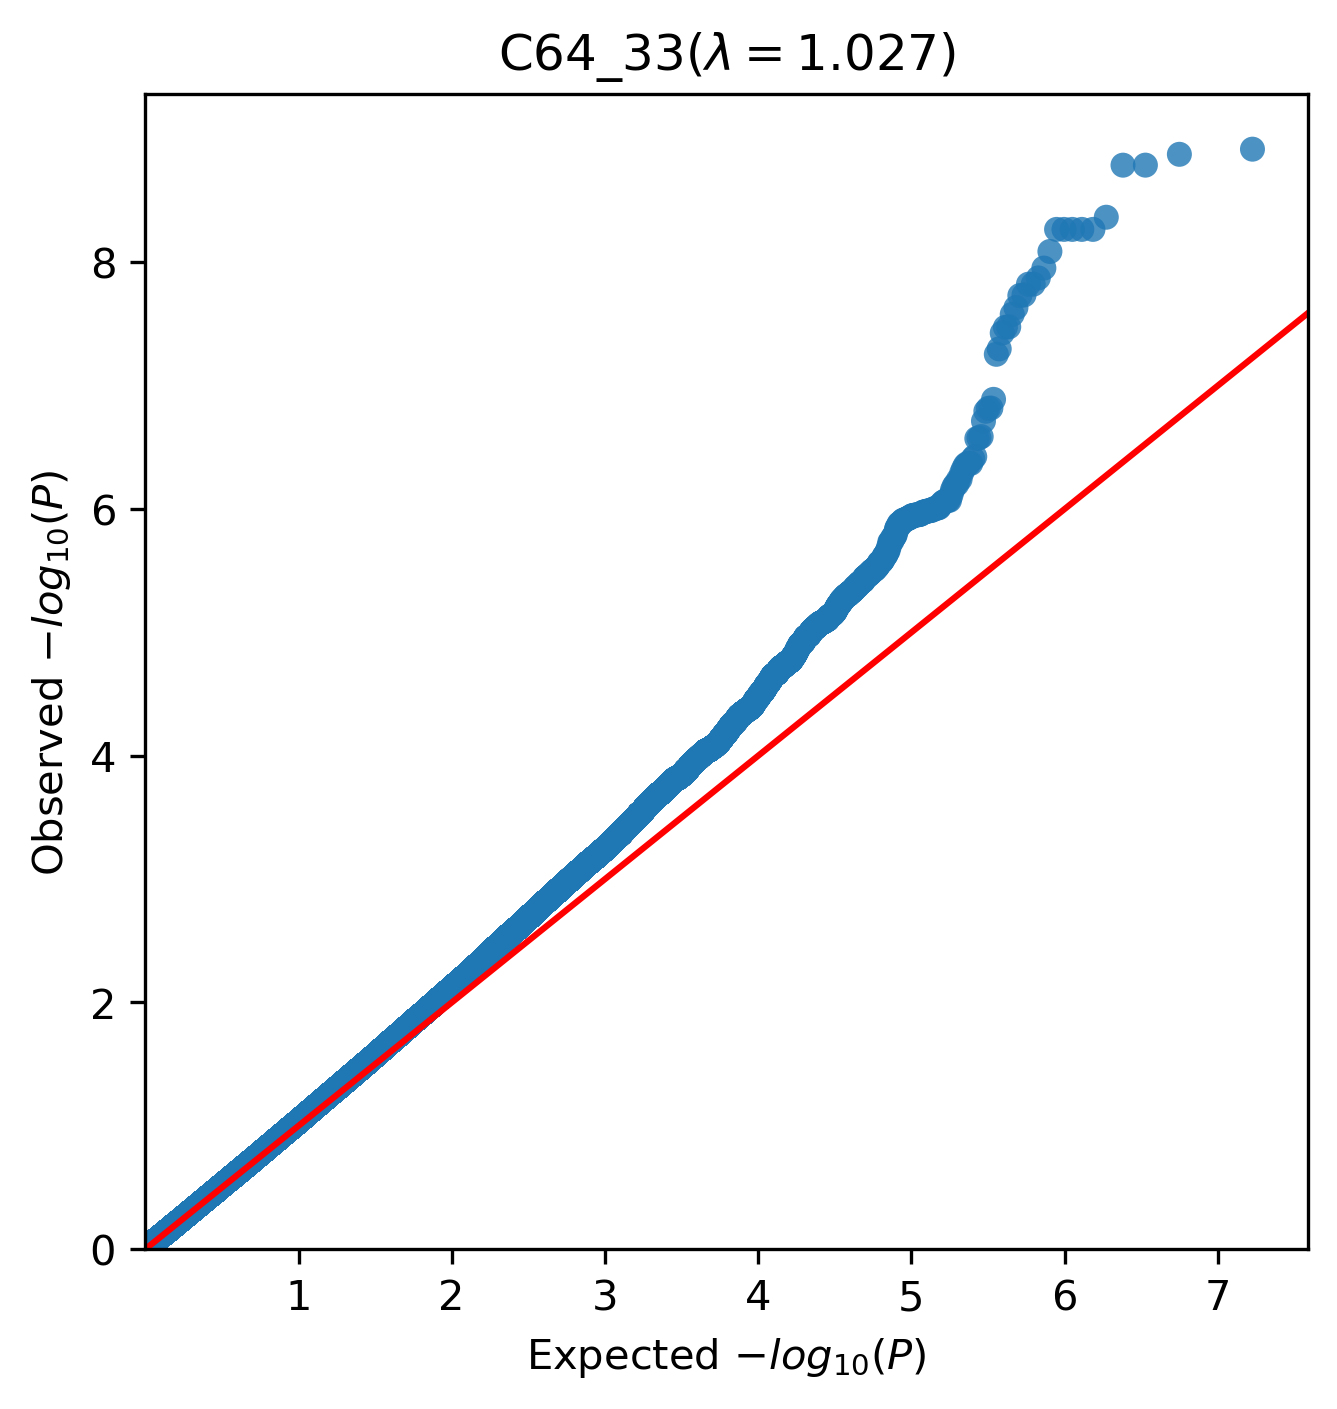 C64_33(λ = 1.027)
Observed −log₁₀(P)
8
6
4
2
0
1 2 3 4 5 6 7
Expected −log₁₀(P)